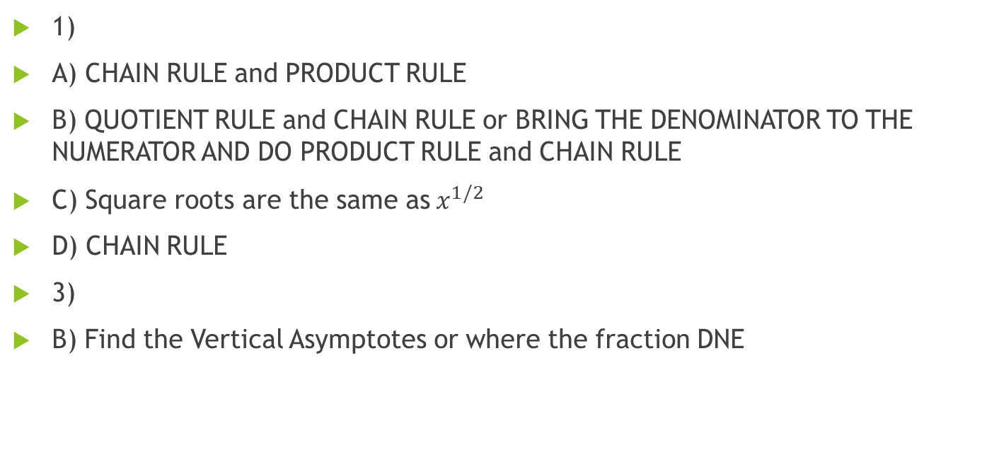 1)
A) CHAIN RULE and PRODUCT RULE
B) QUOTIENT RULE and CHAIN RULE or BRING THE DENOMINATOR TO THE
NUMERATOR AND DO PRODUCT RULE and CHAIN RULE
C) Square roots are the same as x^{1/2}
D) CHAIN RULE
3)
B) Find the Vertical Asymptotes or where the fraction DNE